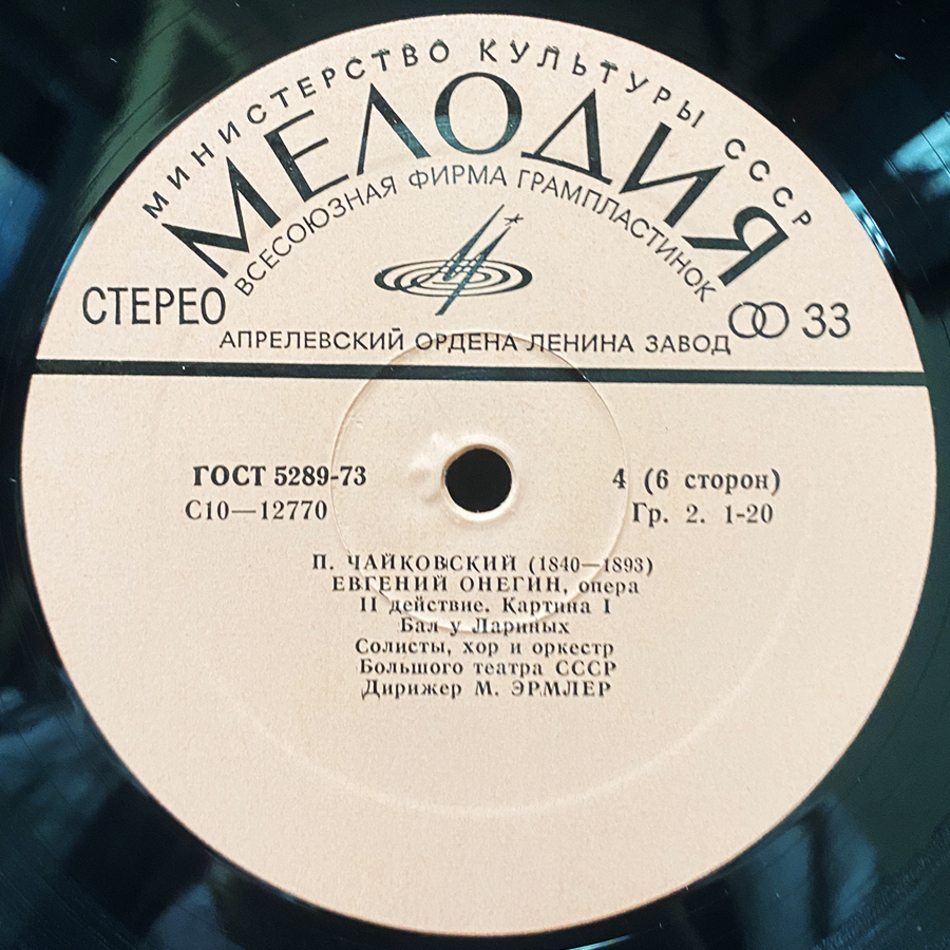 МИНИСТЕРСТВО КУЛЬТУРЫ СССР
МЕЛОДИЯ
ВСЕСОЮЗНАЯ ФИРМА ГРАМПЛАСТИНОК
СТЕРЕО
33
АПРЕЛЕВСКИЙ ОРДЕНА ЛЕНИНА ЗАВОД
ГОСТ 5289-73
4 (6 сторон)
С10—12770
Гр. 2. 1-20
П. ЧАЙКОВСКИЙ (1840—1893)
ЕВГЕНИЙ ОНЕГИН, опера
II действие. Картина I
Бал у Лариных
Солисты, хор и оркестр
Большого театра СССР
Дирижер М. ЭРМЛЕР